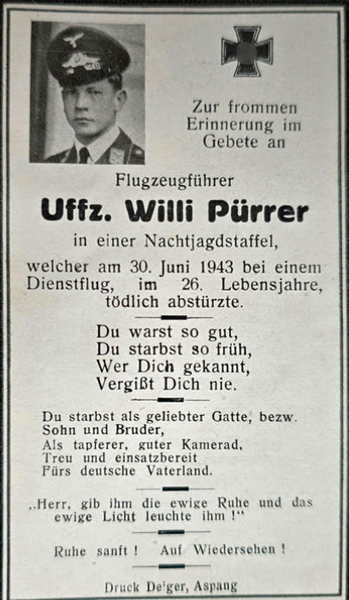 Zur frommen
Erinnerung im
Gebete an
Flugzeugführer
Uffz. Willi Pürrer
in einer Nachtjagdstaffel,
welcher am 30. Juni 1943 bei einem
Dienstflug, im 26. Lebensjahre,
tödlich abstürzte.
Du warst so gut,
Du starbst so früh,
Wer Dich gekannt,
Vergißt Dich nie.
Du starbst als geliebter Gatte, bezw.
Sohn und Bruder,
Als tapferer, guter Kamerad,
Treu und einsatzbereit
Fürs deutsche Vaterland.
„Herr, gib ihm die ewige Ruhe und das
ewige Licht leuchte ihm !"
Ruhe sanft ! Auf Wiedersehen !
Druck Deiger, Aspang